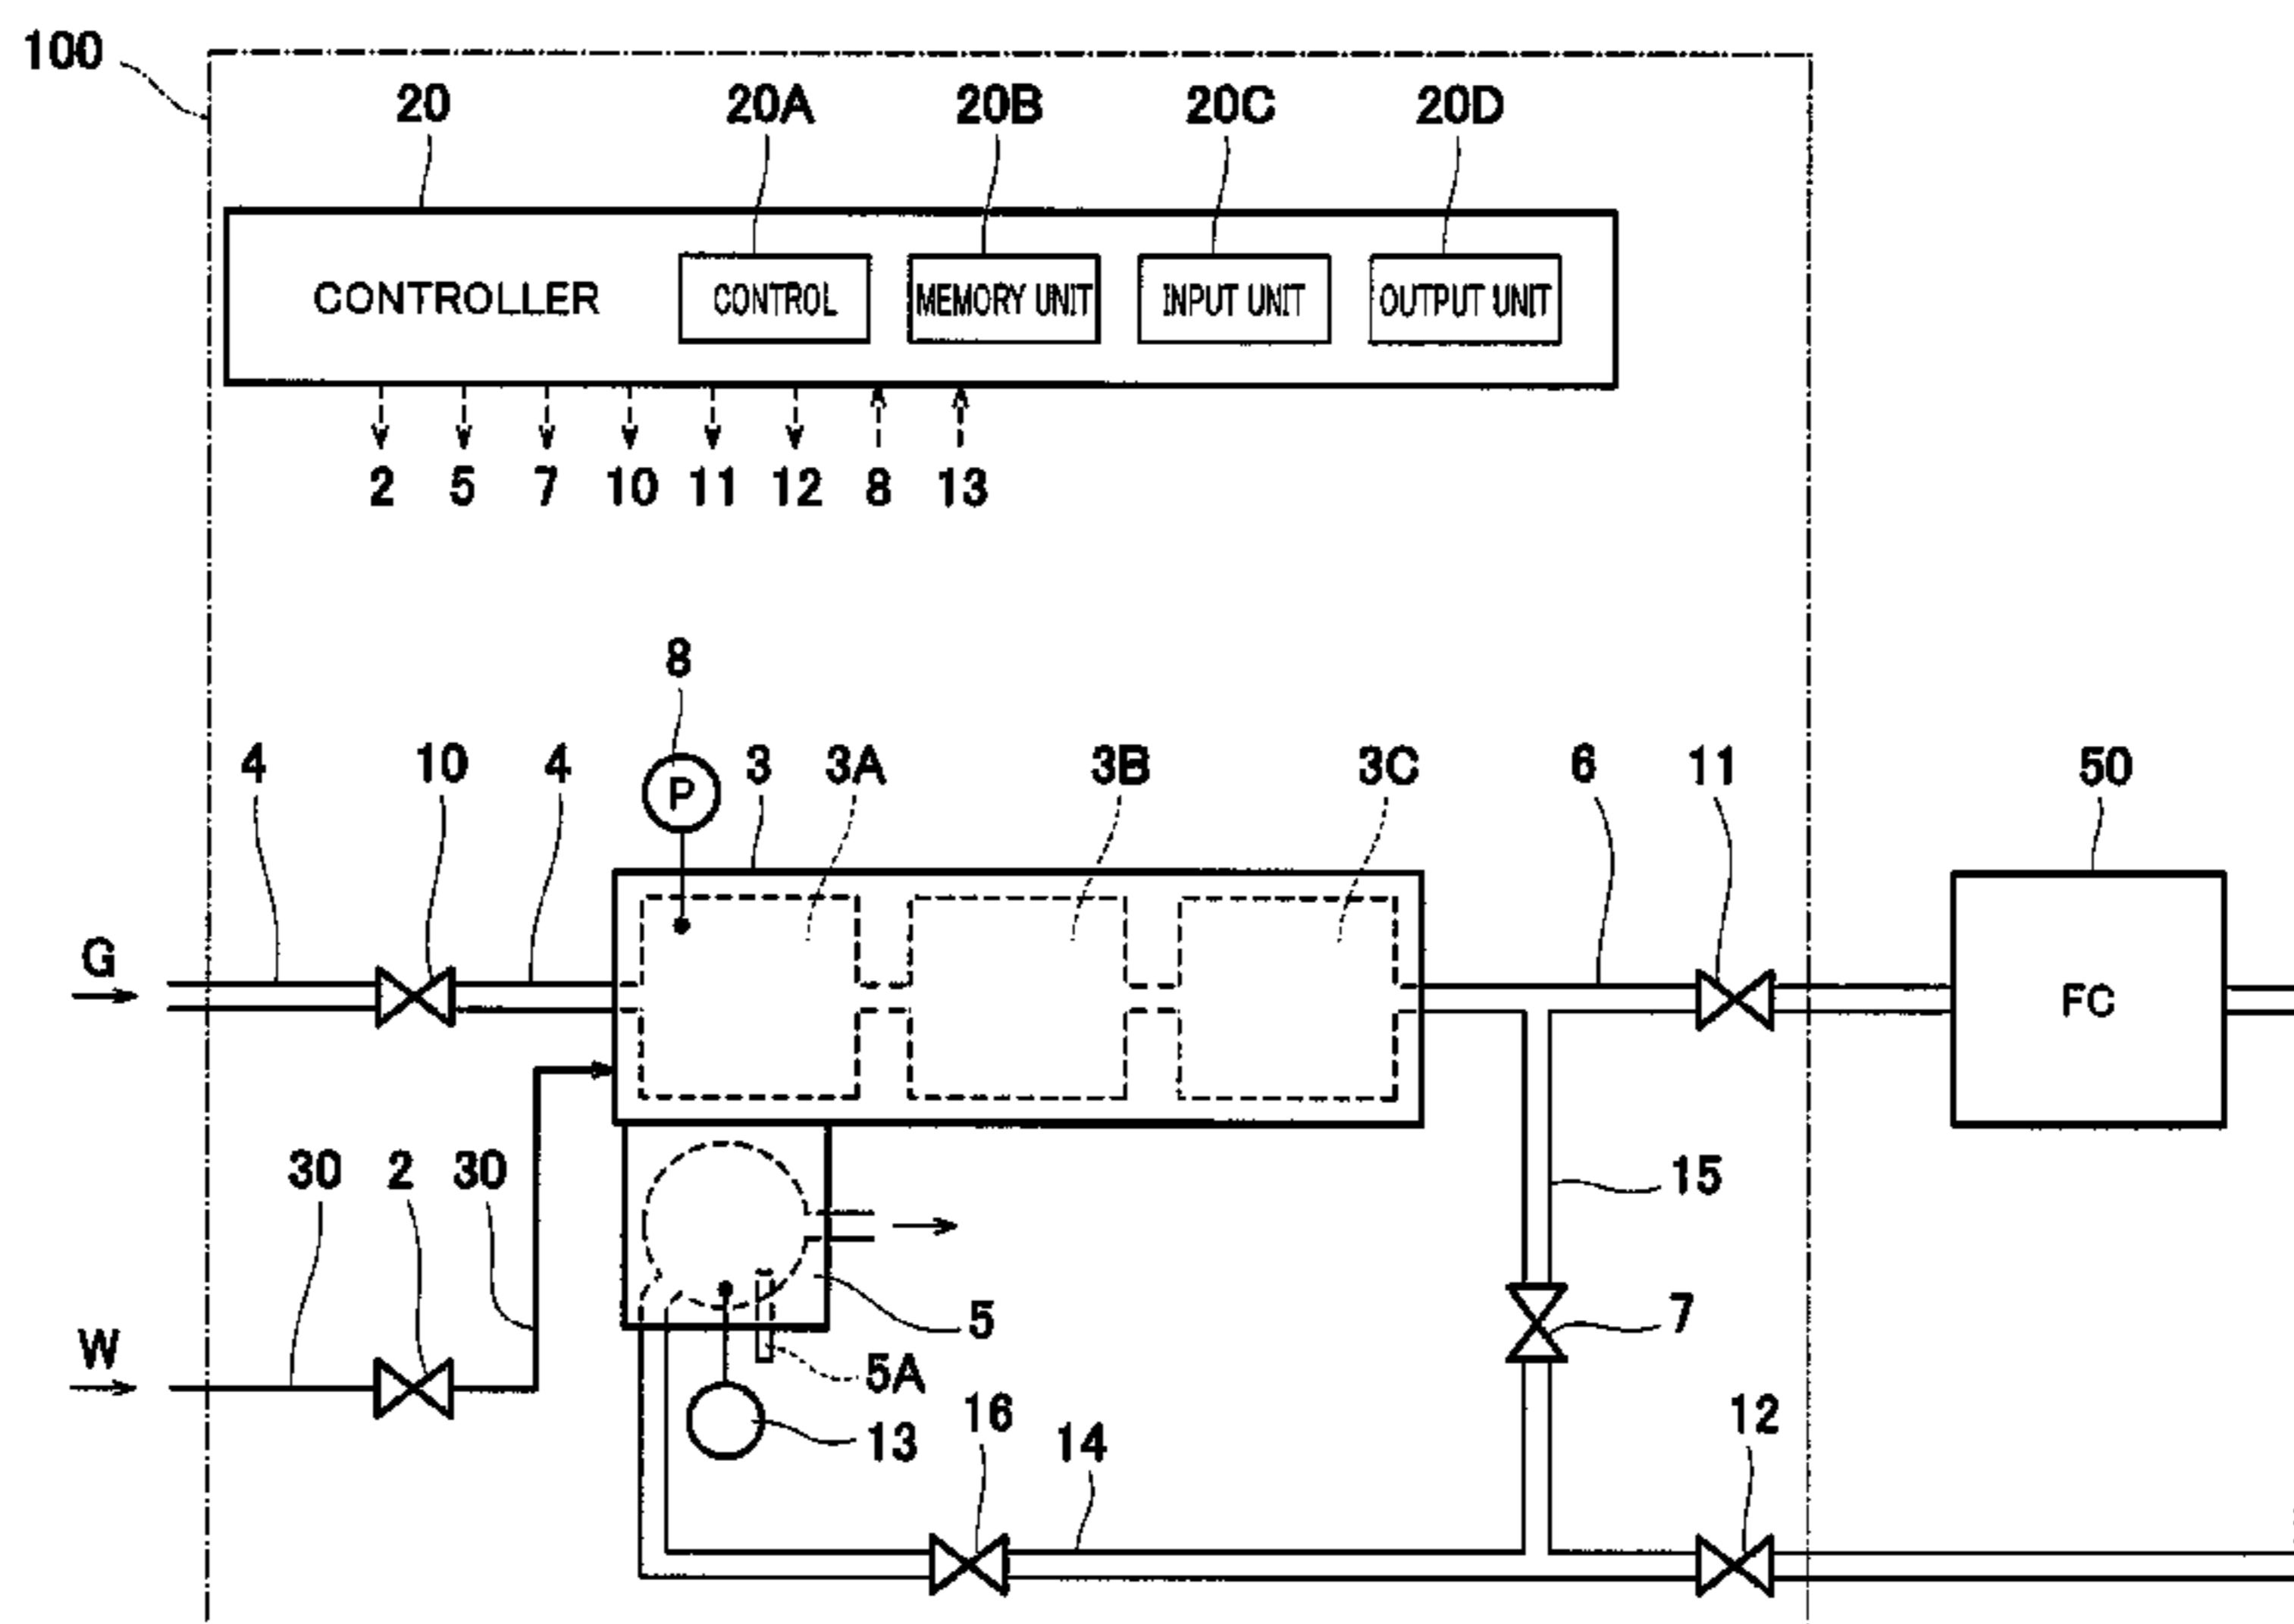 100
20 20A 20B 20C 20D
CONTROLLER CONTROL MEMORY UNIT INPUT UNIT OUTPUT UNIT
2 5 7 10 11 12 8 13
8
4 10 4 3 3A 3B 3C 6 11 50
P
G FC
30 2 30 15
5 7
W 5A
13 16 14 12